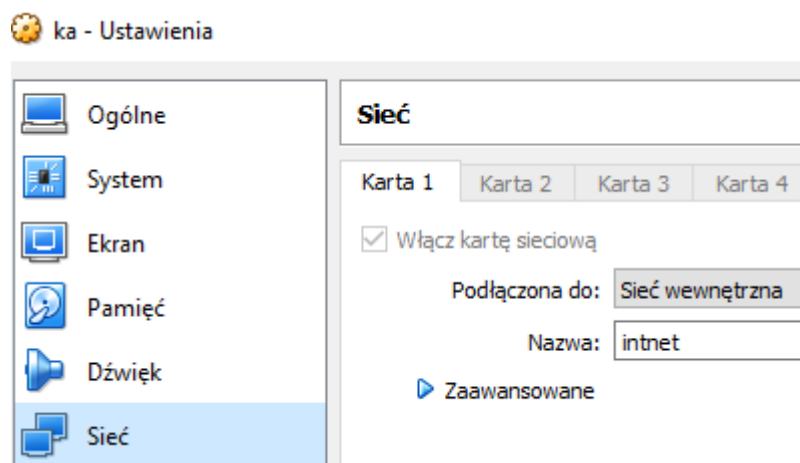 ka - Ustawienia
Ogólne
System
Ekran
Pamięć
Dźwięk
Sieć
Sieć
Karta 1 Karta 2 Karta 3 Karta 4
Włącz kartę sieciową
Podłączona do: Sieć wewnętrzna
Nazwa: intnet
Zaawansowane